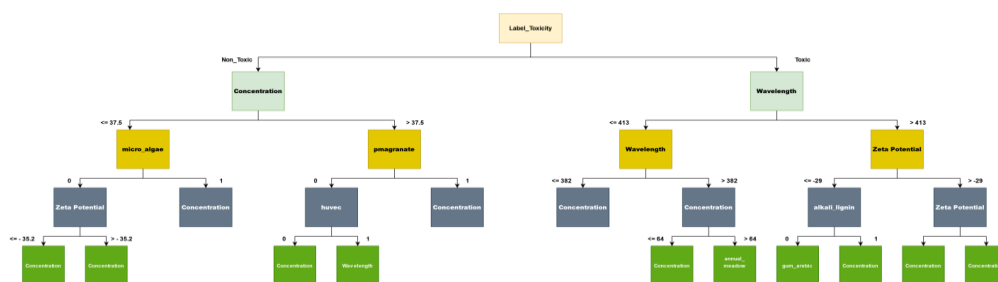 Label_Toxicity
Non_Toxic
Toxic
Concentration
Wavelength
<= 37.5
> 37.5
<= 413
> 413
micro_algae
pmagranate
Wavelength
Zeta Potential
0
1
0
1
<= 382
> 382
<= -29
> -29
Zeta Potential
Concentration
huvec
Concentration
Concentration
Concentration
alkali_lignin
Zeta Potential
<= - 35.2
> - 35.2
0
1
<= 64
> 64
0
1
Concentration
Concentration
Concentration
Wavelength
Concentration
annual_
meadow
gum_arabic
Concentration
Concentration
Concentration